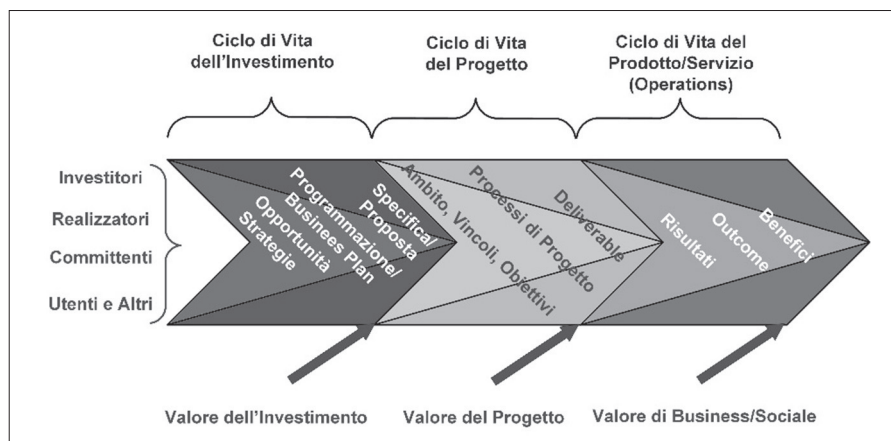 Ciclo di Vita
dell'Investimento
Ciclo di Vita
del Progetto
Ciclo di Vita del
Prodotto/Servizio
(Operations)
Investitori
Realizzatori
Committenti
Utenti e Altri
Strategie
Opportunità
Businees Plan
Programmazione/
Proposta
Specifica/
Ambito, Vincoli, Obiettivi
Processi di Progetto
Deliverable
Risultati
Outcome
Benefici
Valore dell'Investimento
Valore del Progetto
Valore di Business/Sociale